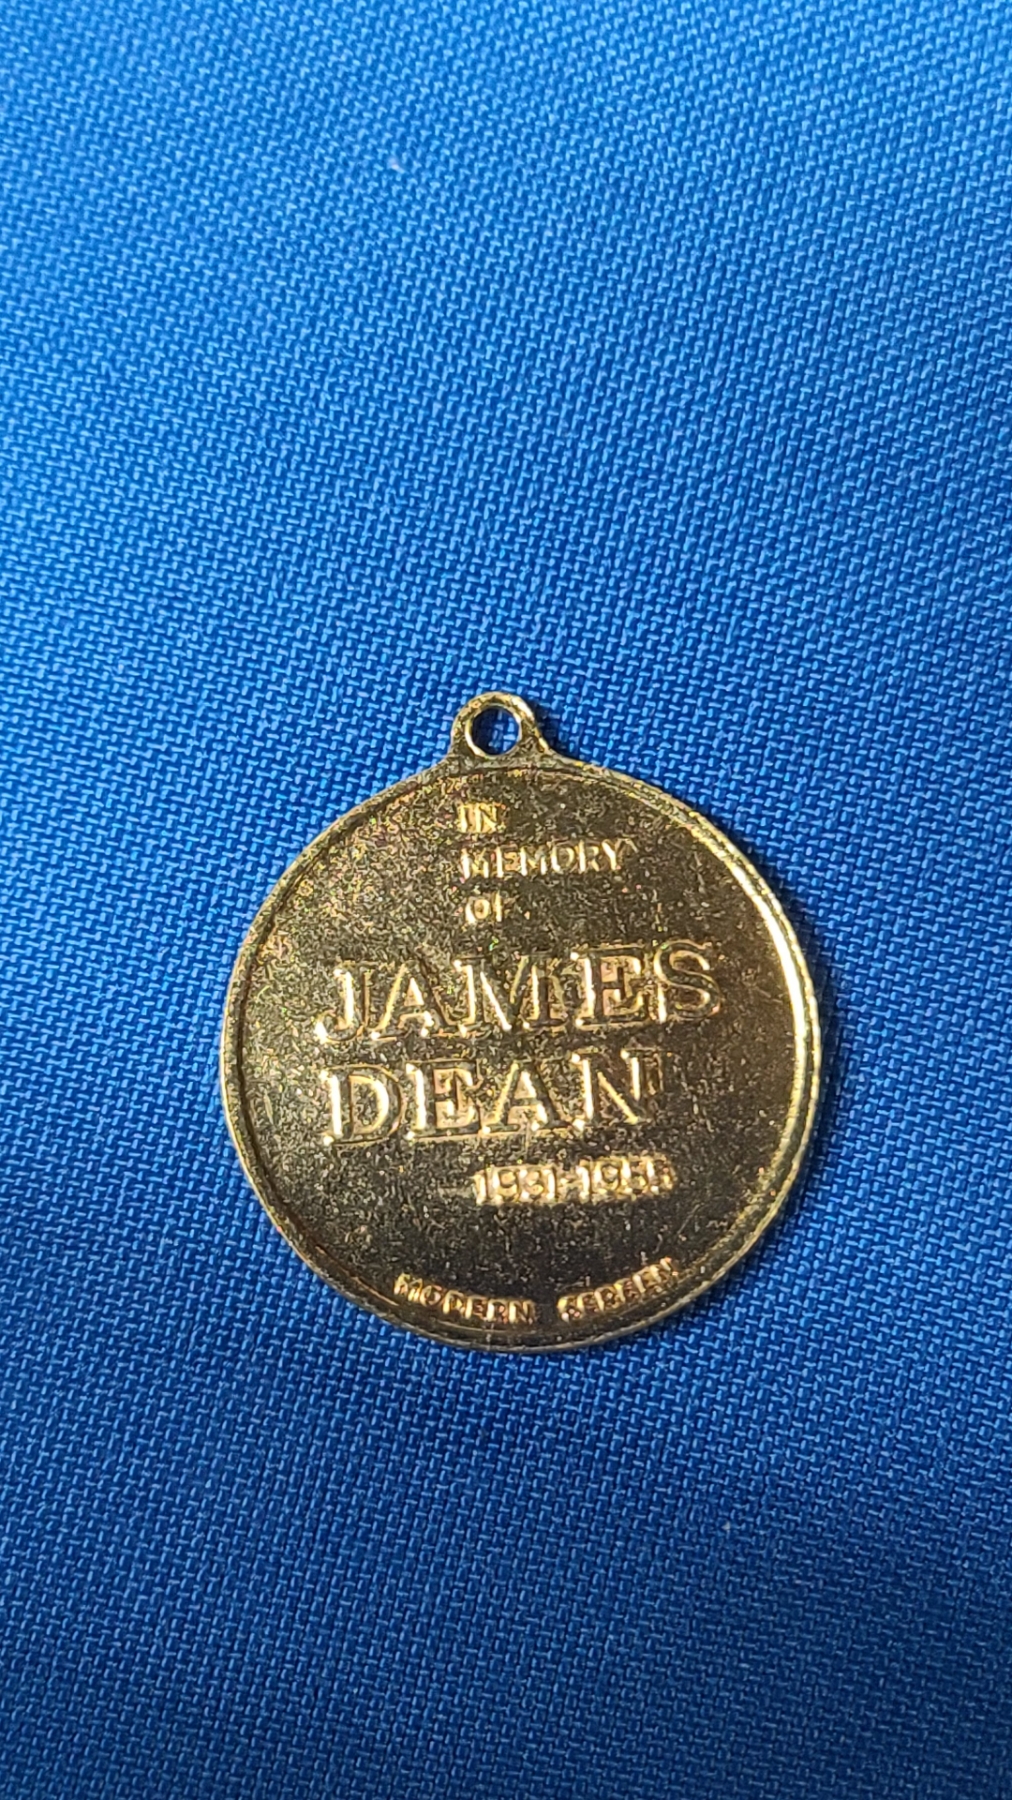 IN
MEMORY
OF
JAMES
DEAN
1931-1955
MODERN SCREEN